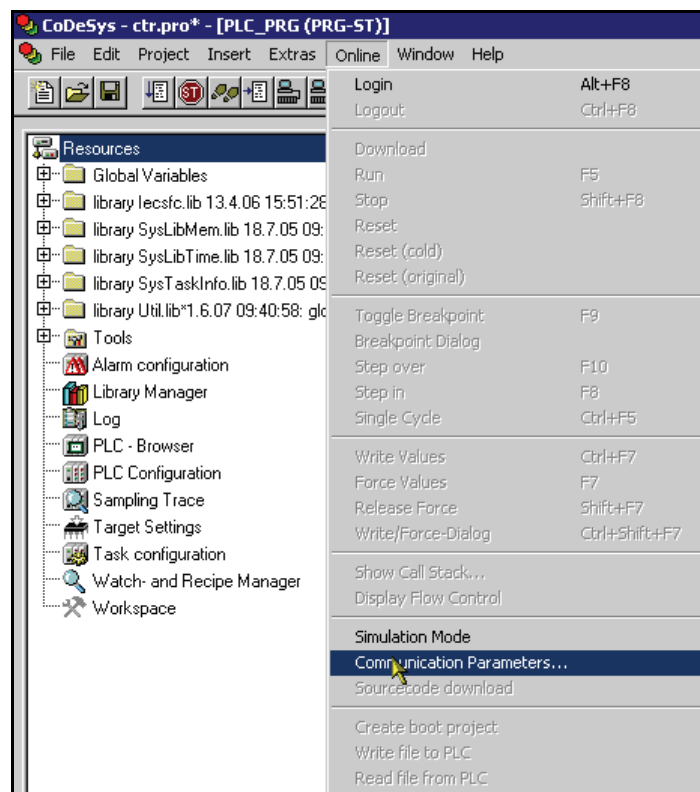 CoDeSys - ctr.pro* - [PLC_PRG (PRG-ST)]
File Edit Project Insert Extras Online Window Help
ST
Resources
Global Variables
library Iecsfc.lib 13.4.06 15:51:28
library SysLibMem.lib 18.7.05 09:
library SysLibTime.lib 18.7.05 09:
library SysTaskInfo.lib 18.7.05 09
library Util.lib*1.6.07 09:40:58: glo
Tools
Alarm configuration
Library Manager
Log
PLC - Browser
PLC Configuration
Sampling Trace
Target Settings
Task configuration
Watch- and Recipe Manager
Workspace
Login Alt+F8
Logout Ctrl+F8
Download
Run F5
Stop Shift+F8
Reset
Reset (cold)
Reset (original)
Toggle Breakpoint F9
Breakpoint Dialog
Step over F10
Step in F8
Single Cycle Ctrl+F5
Write Values Ctrl+F7
Force Values F7
Release Force Shift+F7
Write/Force-Dialog Ctrl+Shift+F7
Show Call Stack...
Display Flow Control
Simulation Mode
Communication Parameters...
Sourcecode download
Create boot project
Write file to PLC
Read file from PLC